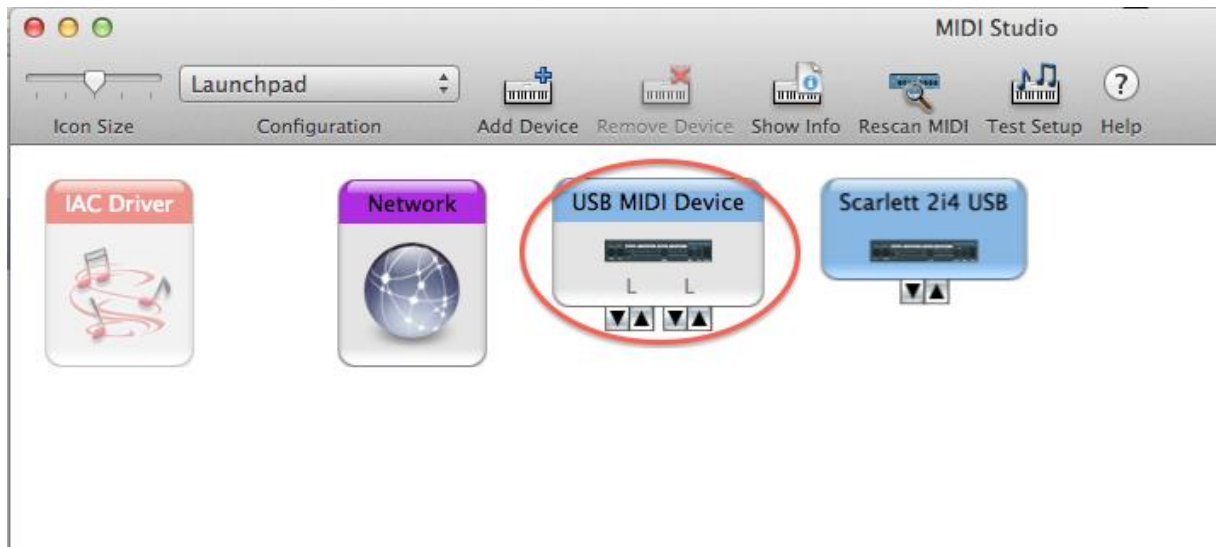 MIDI Studio
Launchpad
?
Icon Size Configuration Add Device Remove Device Show Info Rescan MIDI Test Setup Help
IAC Driver Network USB MIDI Device Scarlett 2i4 USB
L L